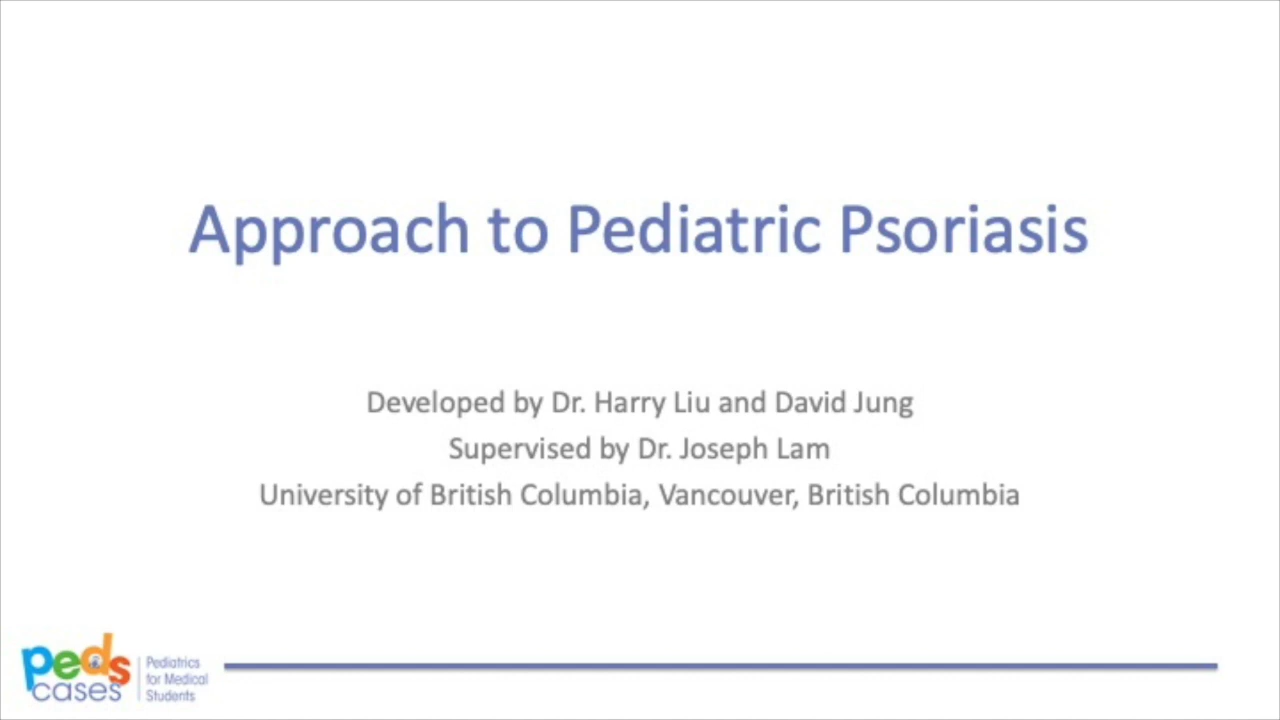 Approach to Pediatric Psoriasis
Developed by Dr. Harry Liu and David Jung
Supervised by Dr. Joseph Lam
University of British Columbia, Vancouver, British Columbia
peds
cases
Pediatrics
for Medical
Students